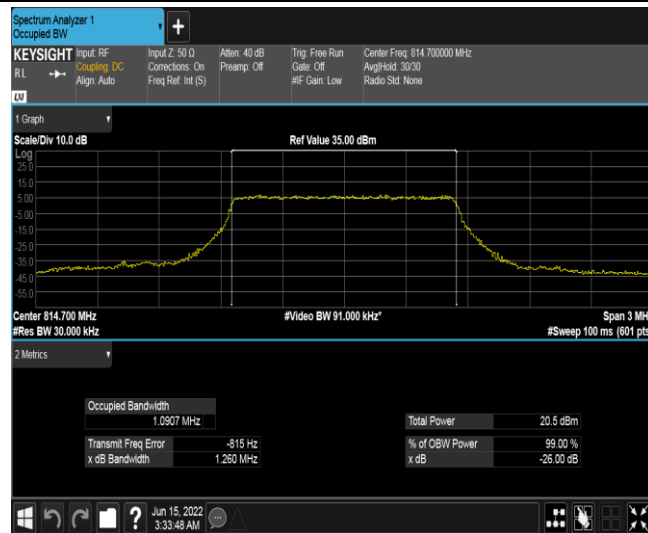 Spectrum Analyzer 1
Occupied BW
+
KEYSIGHT
RL
LXI
Input: RF
Coupling: DC
Align: Auto
Input Z: 50 Ω
Corrections: On
Freq Ref: Int (S)
Atten: 40 dB
Preamp: Off
Trig: Free Run
Gate: Off
#IF Gain: Low
Center Freq: 814.700000 MHz
Avg|Hold: 30/30
Radio Std: None
1 Graph
Scale/Div 10.0 dB
Ref Value 35.00 dBm
Log
25.0
15.0
5.00
-5.00
-15.0
-25.0
-35.0
-45.0
-55.0
Center 814.700 MHz
#Video BW 91.000 kHz*
Span 3 MH
#Res BW 30.000 kHz
#Sweep 100 ms (601 pts
2 Metrics
Occupied Bandwidth
1.0907 MHz
Total Power 20.5 dBm
Transmit Freq Error -815 Hz
% of OBW Power 99.00 %
x dB Bandwidth 1.260 MHz
x dB -26.00 dB
?
Jun 15, 2022
3:33:48 AM